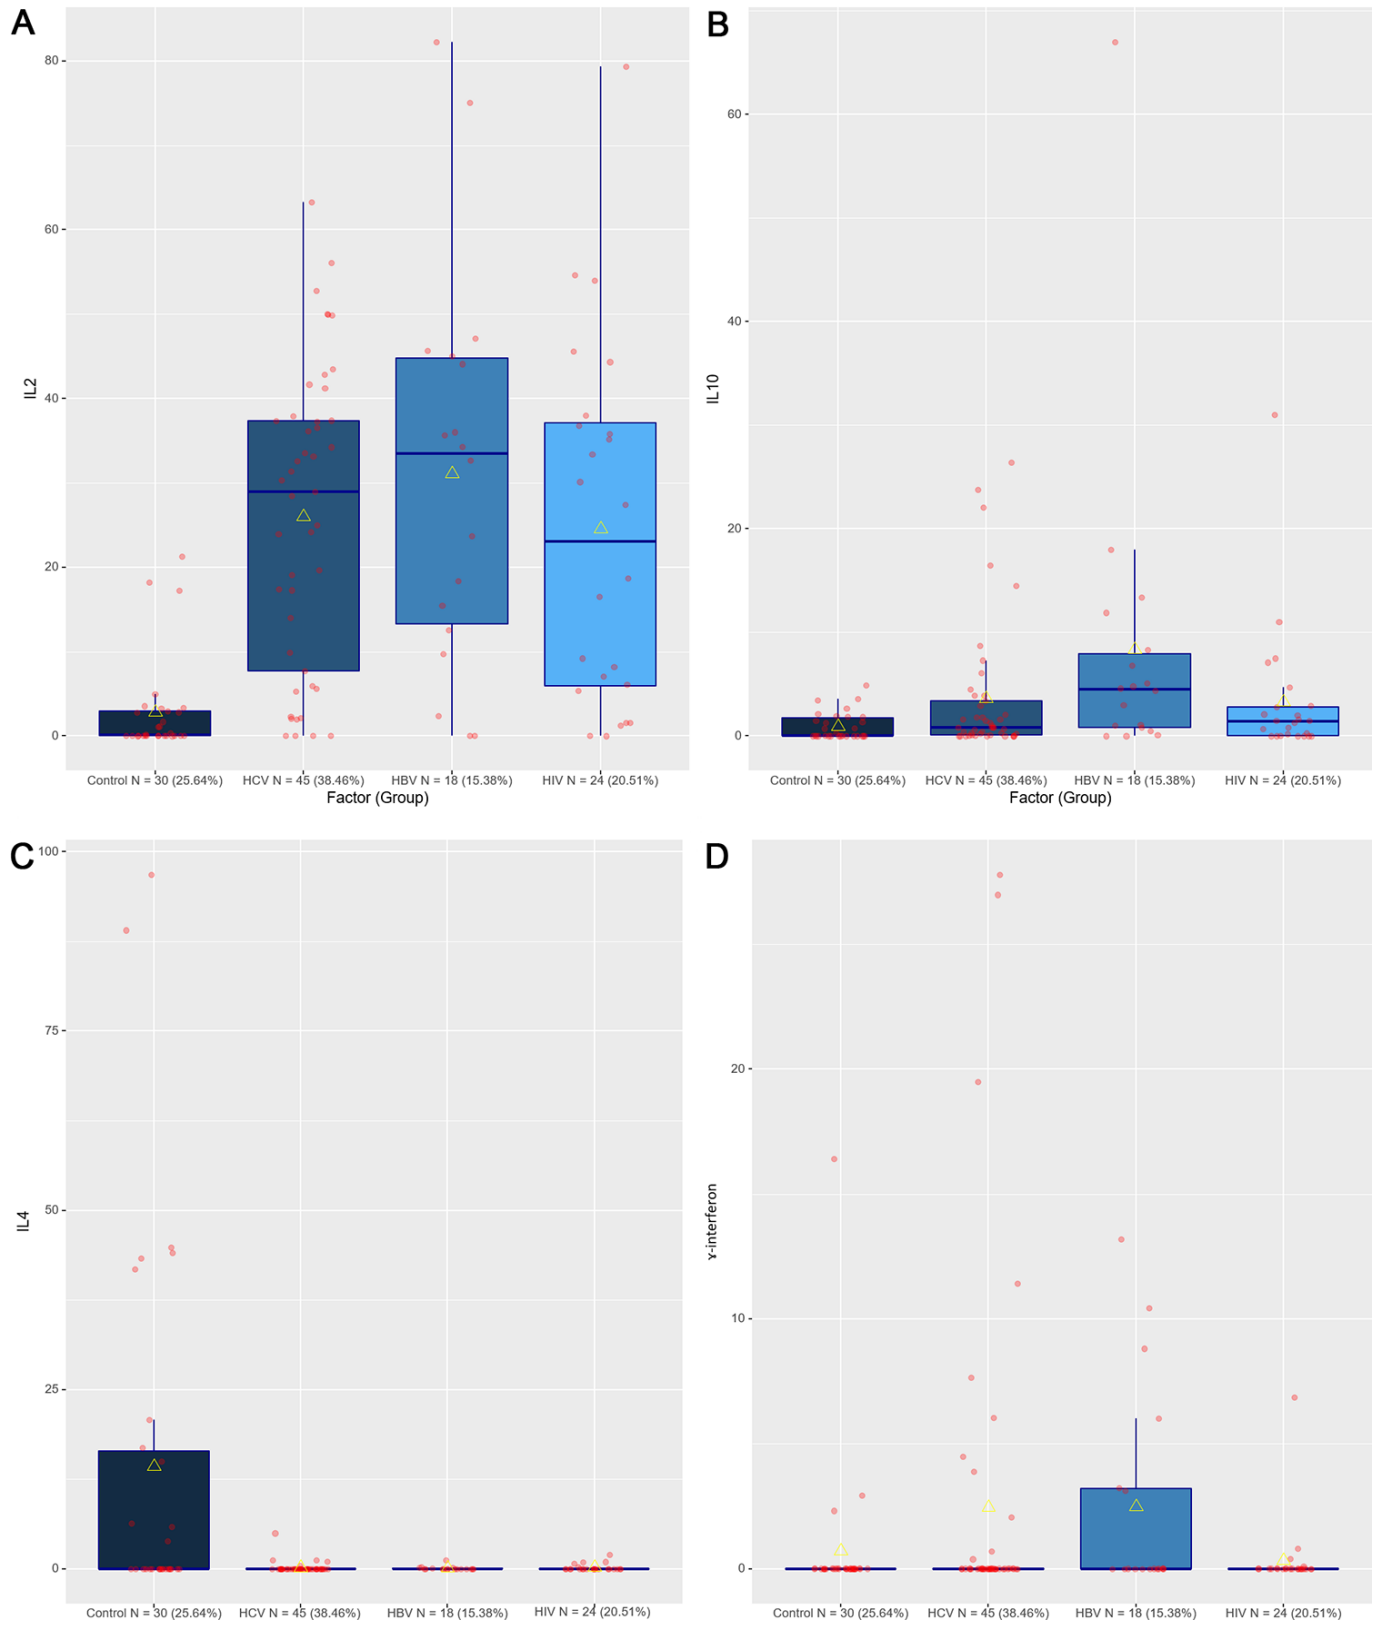 A
80
60
40
20
0
IL2
Control N = 30 (25.64%) HCV N = 45 (38.46%) HBV N = 18 (15.38%) HIV N = 24 (20.51%)
Factor (Group)
B
60
40
20
0
IL10
Control N = 30 (25.64%) HCV N = 45 (38.46%) HBV N = 18 (15.38%) HIV N = 24 (20.51%)
Factor (Group)
C
100
75
50
25
0
IL4
Control N = 30 (25.64%) HCV N = 45 (38.46%) HBV N = 18 (15.38%) HIV N = 24 (20.51%)
D
20
10
0
ɤ-interferon
Control N = 30 (25.64%) HCV N = 45 (38.46%) HBV N = 18 (15.38%) HIV N = 24 (20.51%)